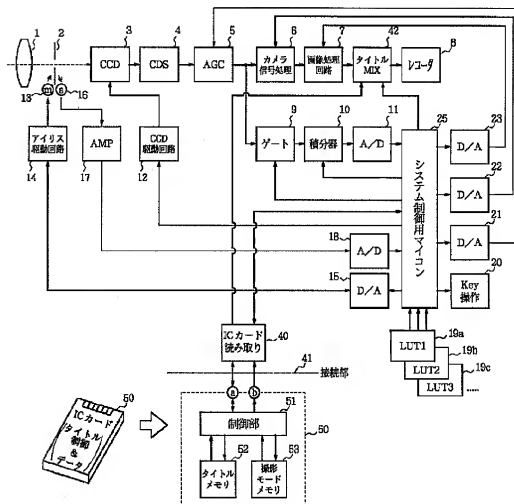 1
2
3
4
5
6
7
42
8
CCD
CDS
AGC
カメラ
信号処理
画像処理
回路
タイトル
MIX
レコーダ
m
s
13
16
9
10
11
25
23
アイリス
駆動回路
AMP
CCD
駆動回路
ゲート
積分器
A/D
システム制御用マイコン
D/A
14
17
12
22
D/A
21
18
A/D
D/A
15
20
D/A
Key
操作
40
ICカード
読み取り
LUT1
19a
LUT2
19b
LUT3
19c
.....
41
接続部
a
b
50
ICカード
タイトル
制御
&
データ
51
制御部
50
タイトル
メモリ
52
撮影
モード
メモリ
53